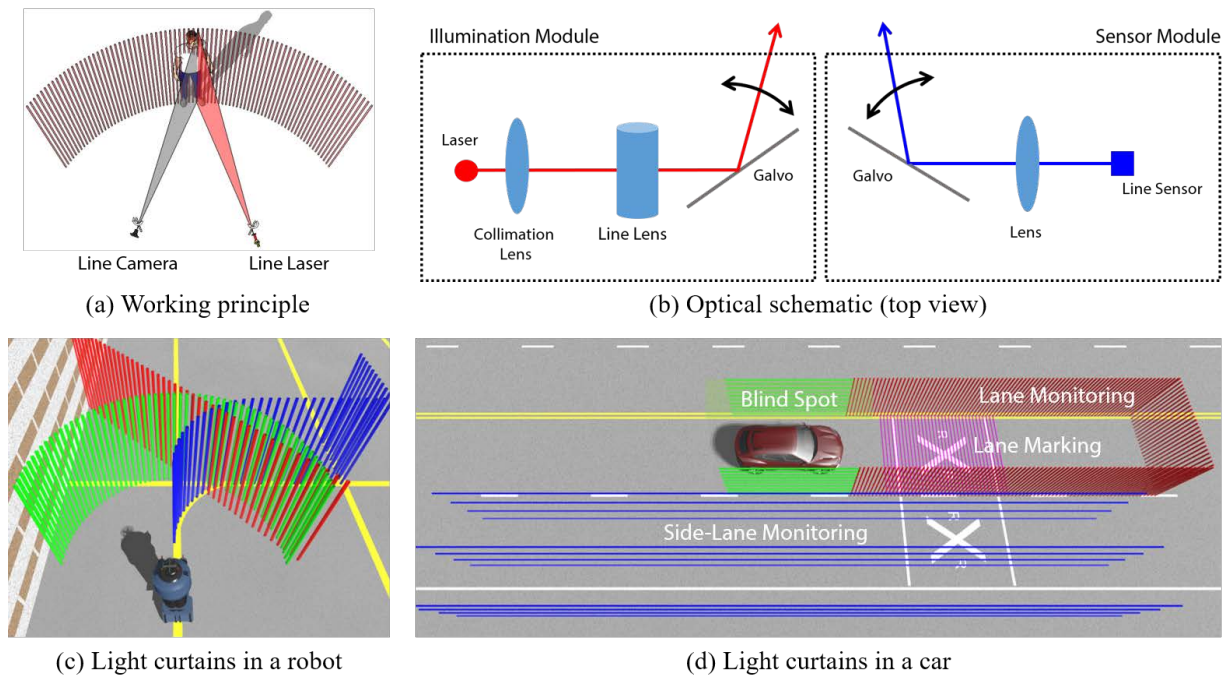 Line Camera
Line Laser
(a) Working principle
Illumination Module
Sensor Module
Laser
Collimation
Lens
Line Lens
Galvo
Galvo
Lens
Line Sensor
(b) Optical schematic (top view)
(c) Light curtains in a robot
Blind Spot
Lane Monitoring
Lane Marking
Side-Lane Monitoring
R
R
R
R
(d) Light curtains in a car